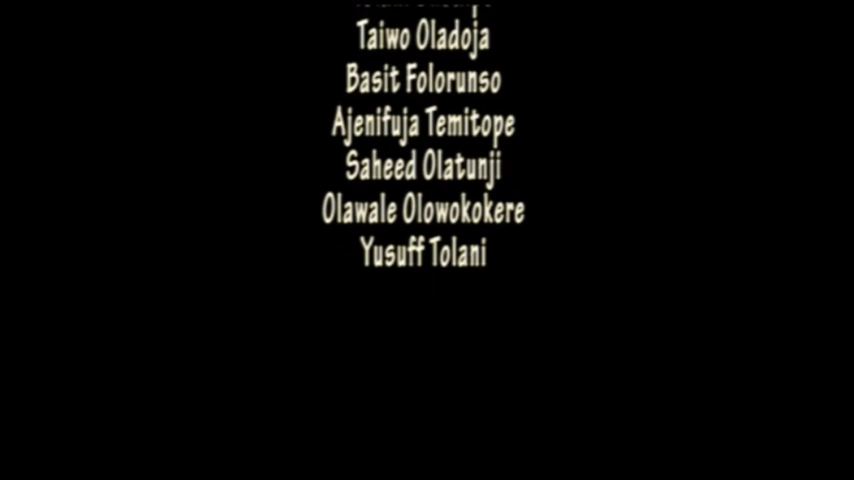 Taiwo Oladoja
Basit Folorunso
Ajenifuja Temitope
Saheed Olatunji
Olawale Olowokokere
Yusuff Tolani